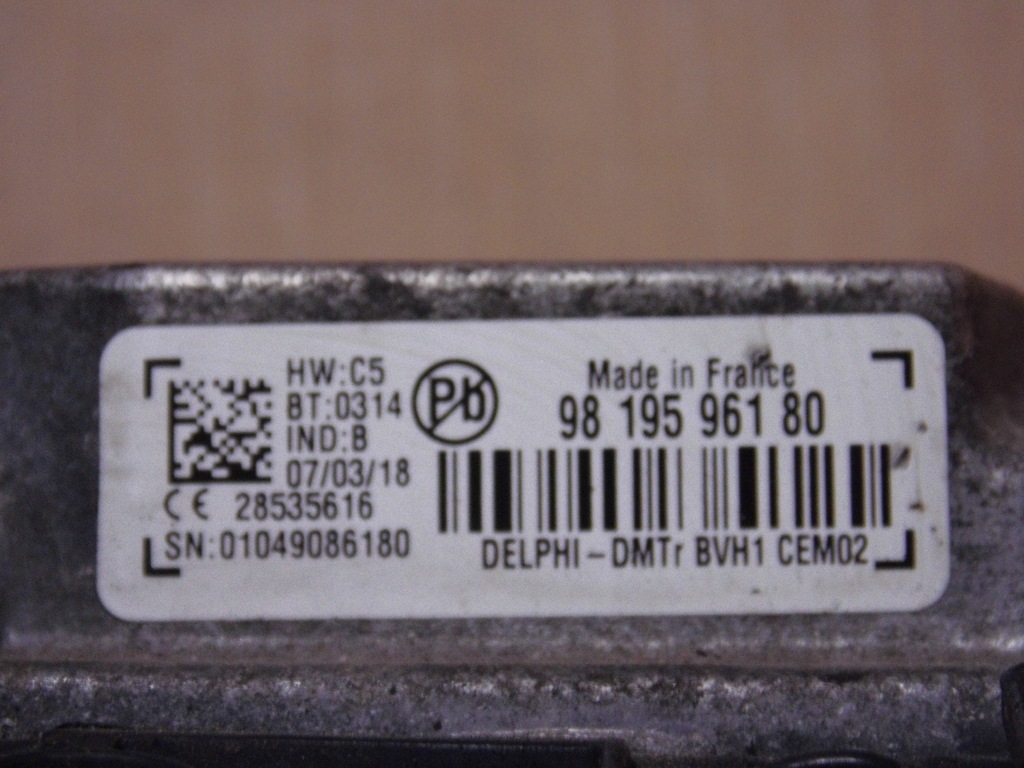 HW:C5
BT:0314
IND:B
07/03/18
CE 28535616
SN:01049086180
Pb
Made in France
98 195 961 80
DELPHI-DMTr BVH1 CEM02